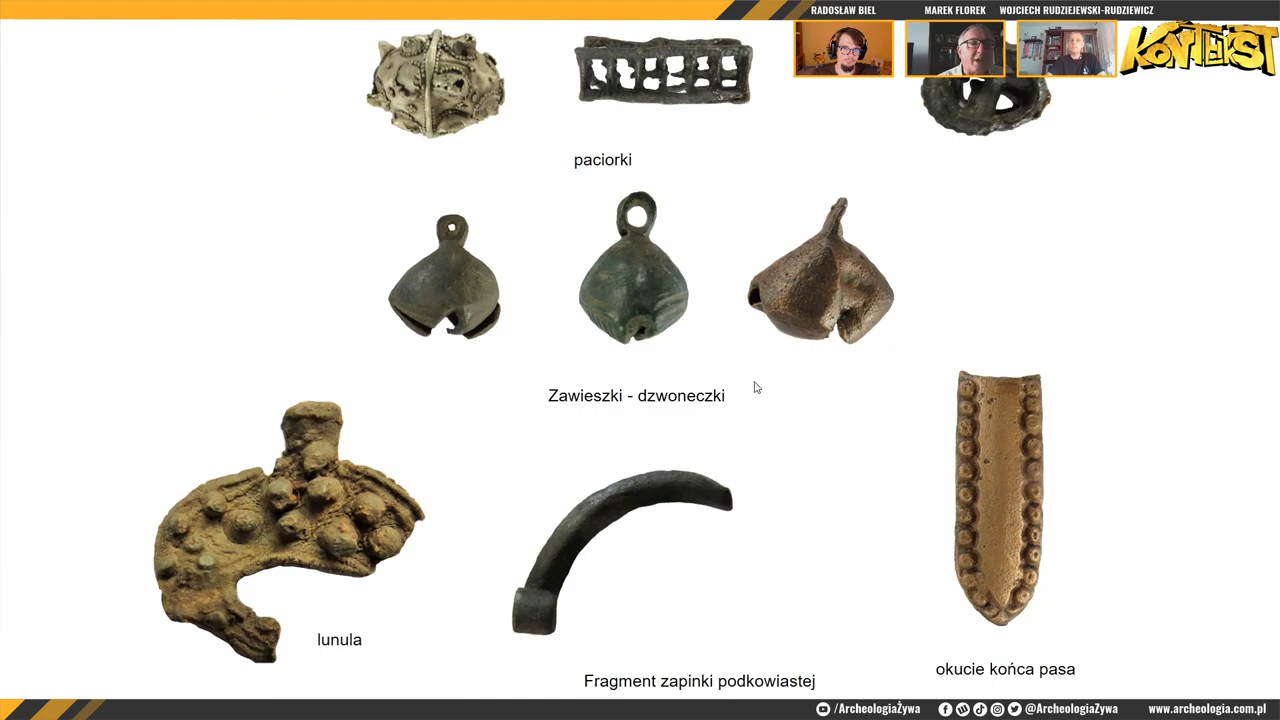 RADOSŁAW BIEL
MAREK FLOREK
WOJCIECH RUDZIEJEWSKI-RUDZIEWICZ
KONTEKST
paciorki
Zawieszki - dzwoneczki
lunula
Fragment zapinki podkowiastej
okucie końca pasa
/ArcheologiaŻywa
@ArcheologiaŻywa
www.archeologia.com.pl